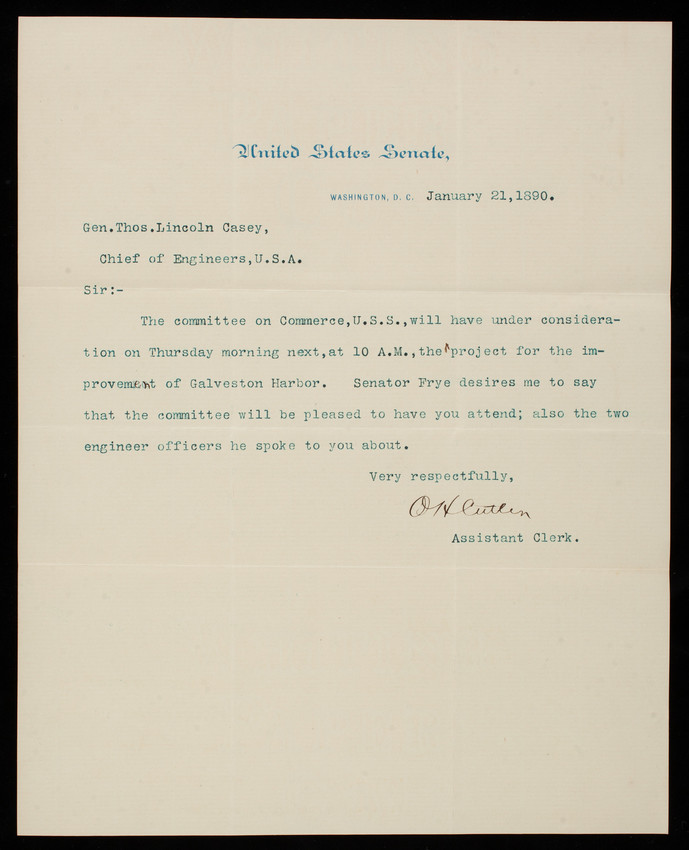 United States Senate,
WASHINGTON, D. C. January 21,1890.
Gen.Thos.Lincoln Casey,
Chief of Engineers,U.S.A.
Sir:-
The committee on Commerce,U.S.S.,will have under considera-
tion on Thursday morning next,at 10 A.M.,the project for the im-
provement of Galveston Harbor. Senator Frye desires me to say
that the committee will be pleased to have you attend; also the two
engineer officers he spoke to you about.
Very respectfully,
O H Cutler
Assistant Clerk.